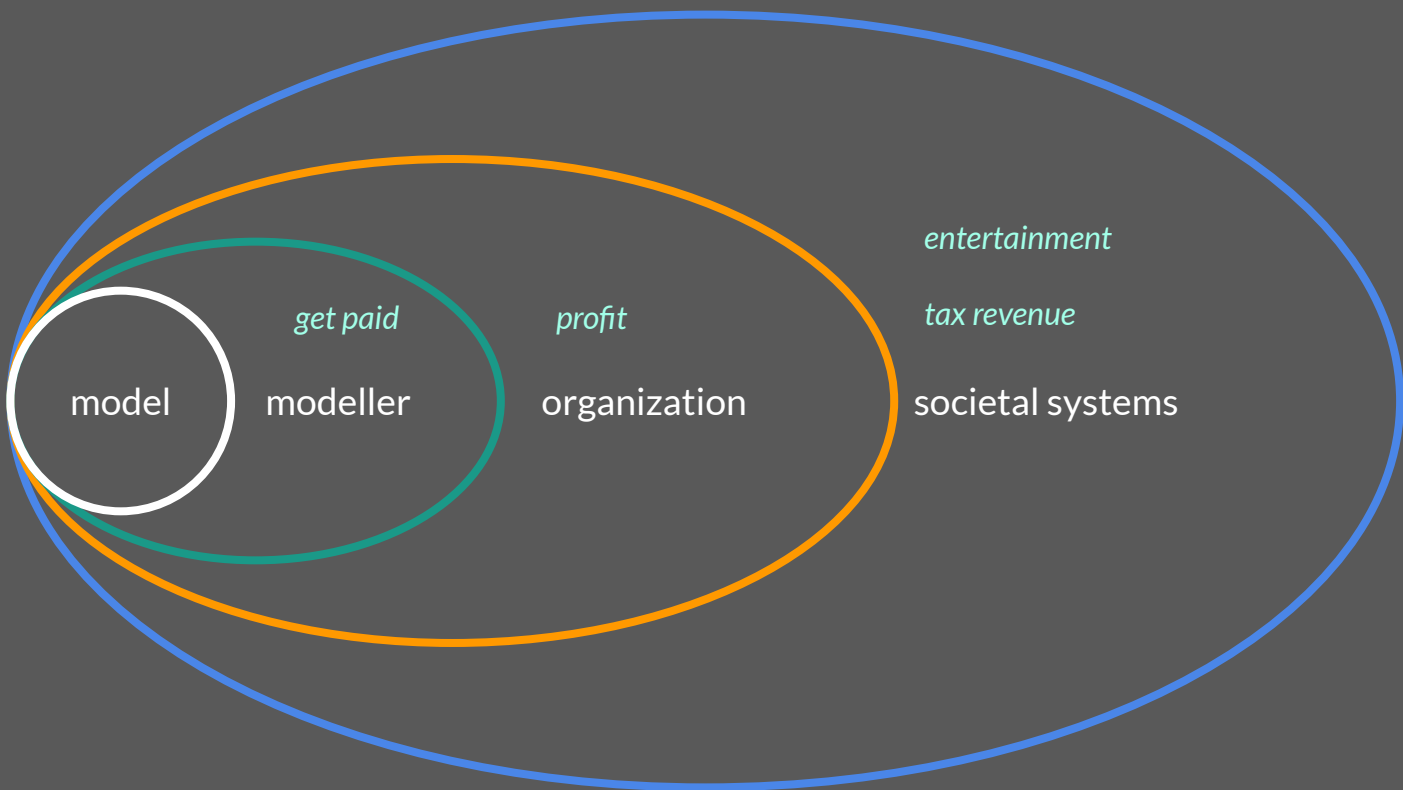 entertainment
tax revenue
get paid
profit
model
modeller
organization
societal systems